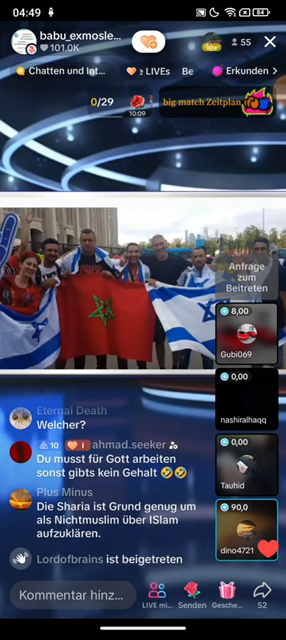 04:49
84
babu_exmosle...
101.0K
55
Chatten und Int...
e LIVEs
Be
Erkunden >
0/29
10:09
big match Zeitplan
Anfrage
zum
Beitreten
8,00
Gubi069
0,00
nashiralhaqq
0,00
Tauhid
90,0
dino4721
Eternal Death
Welcher?
10
I
ahmad.seeker
Du musst für Gott arbeiten
sonst gibts kein Gehalt 🤣🤣
Plus Minus
Die Sharia ist Grund genug um
als Nichtmuslim über ISlam
aufzuklären.
Lordofbrains ist beigetreten
Kommentar hinz...
LIVE mi...
Senden
Gesche...
52